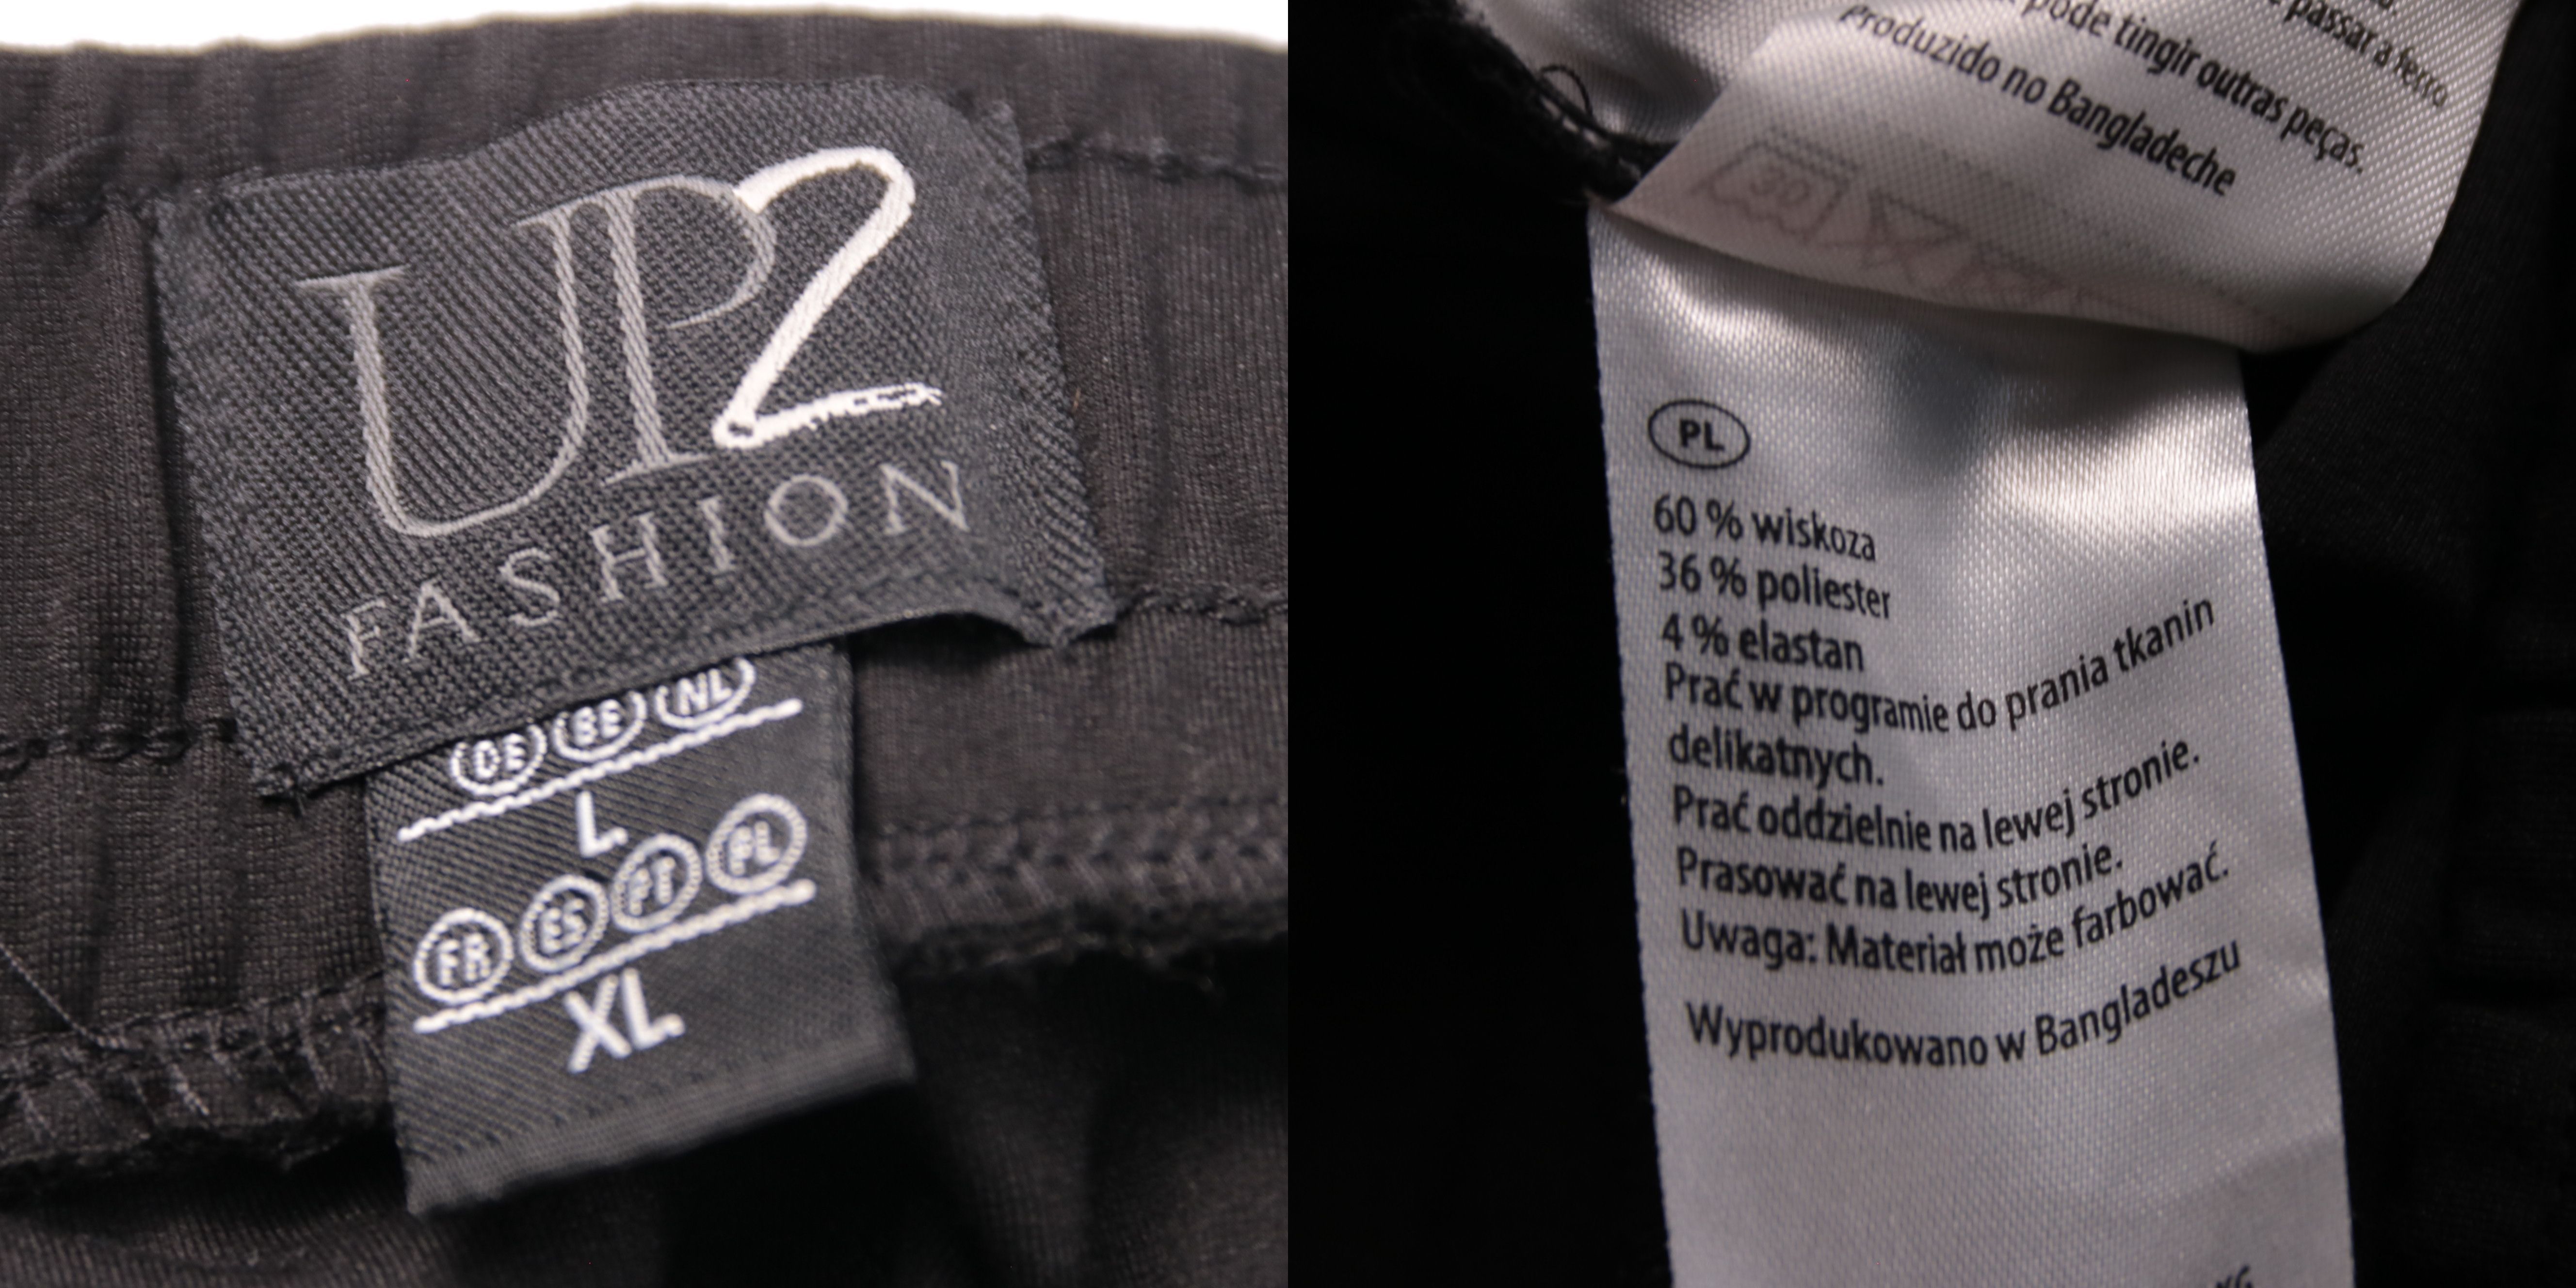 UP2
FASHION
DE BE NL
L
FR ES PT PL
XL
passar a ferro
pode tingir outras peças.
Produzido no Bangladeche
30
PL
60 % wiskoza
36 % poliester
4 % elastan
Prać w programie do prania tkanin
delikatnych.
Prać oddzielnie na lewej stronie.
Prasować na lewej stronie.
Uwaga: Materiał może farbować.
Wyprodukowano w Bangladeszu